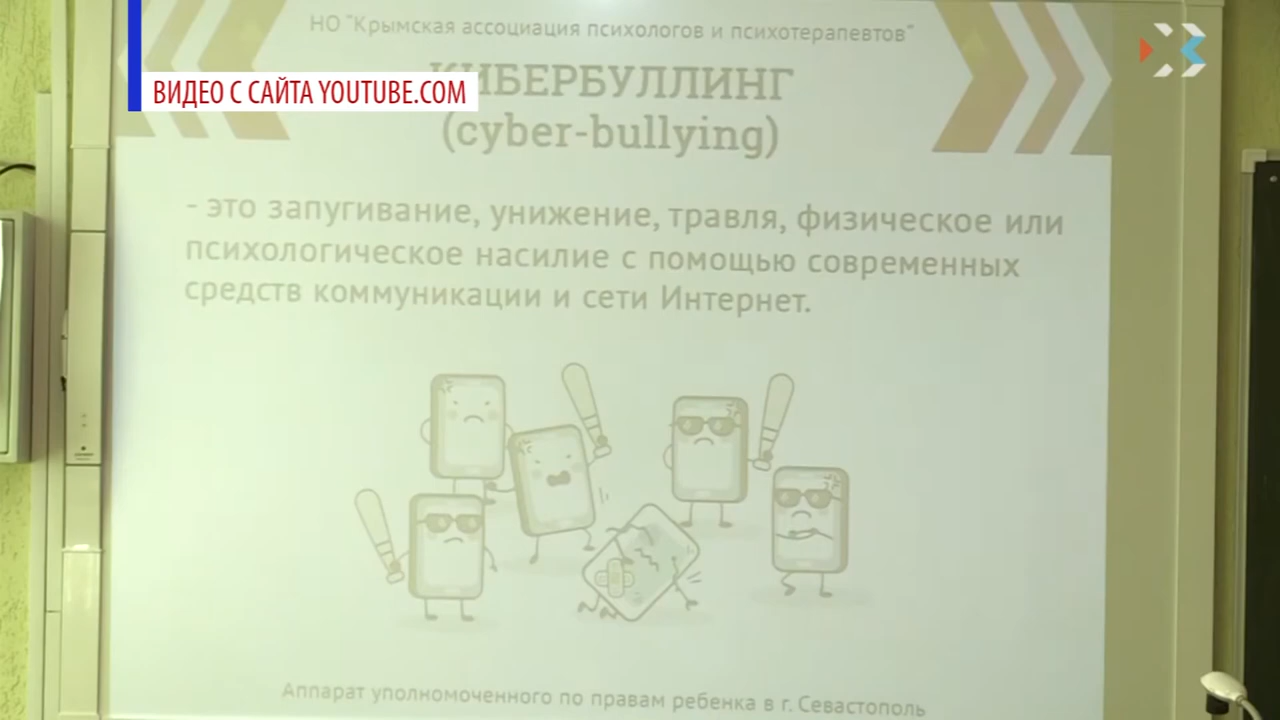 НО "Крымская ассоциация психологов и психотерапевтов"
КИБЕРБУЛЛИНГ
ВИДЕО С САЙТА YOUTUBE.COM
(cyber-bullying)
- это запугивание, унижение, травля, физическое или
психологическое насилие с помощью современных
средств коммуникации и сети Интернет.
Аппарат уполномоченного по правам ребенка в г. Севастополь